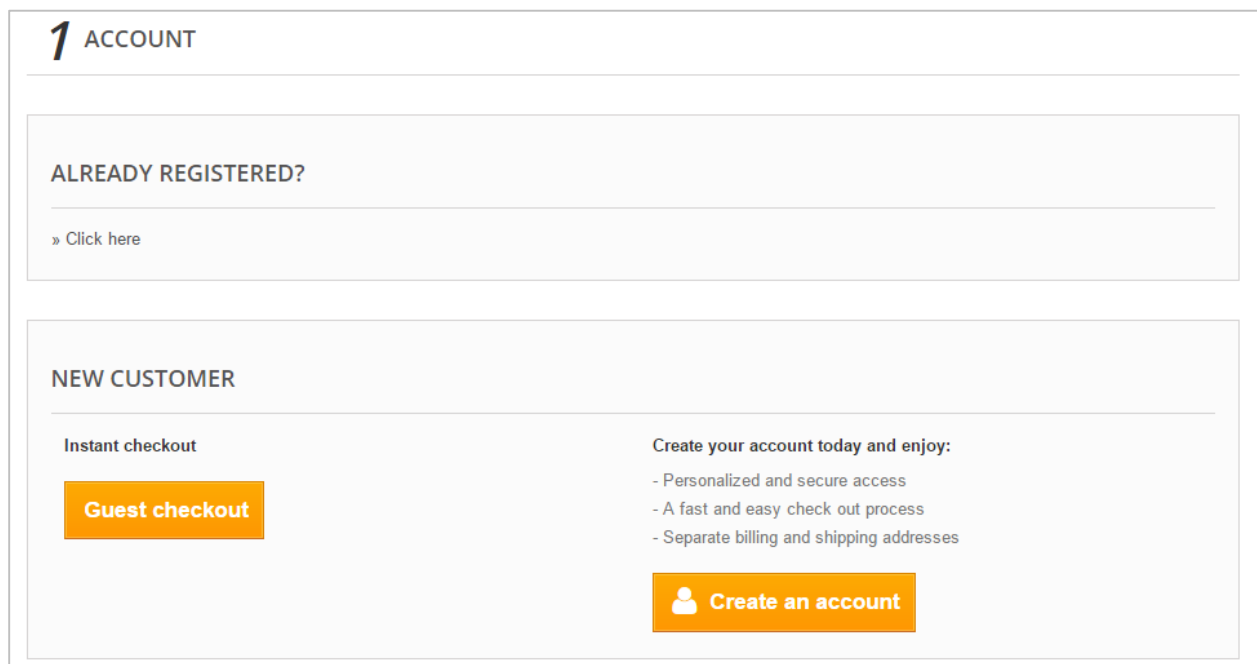 1 ACCOUNT
ALREADY REGISTERED?
» Click here
NEW CUSTOMER
Instant checkout
Guest checkout
Create your account today and enjoy:
- Personalized and secure access
- A fast and easy check out process
- Separate billing and shipping addresses
Create an account